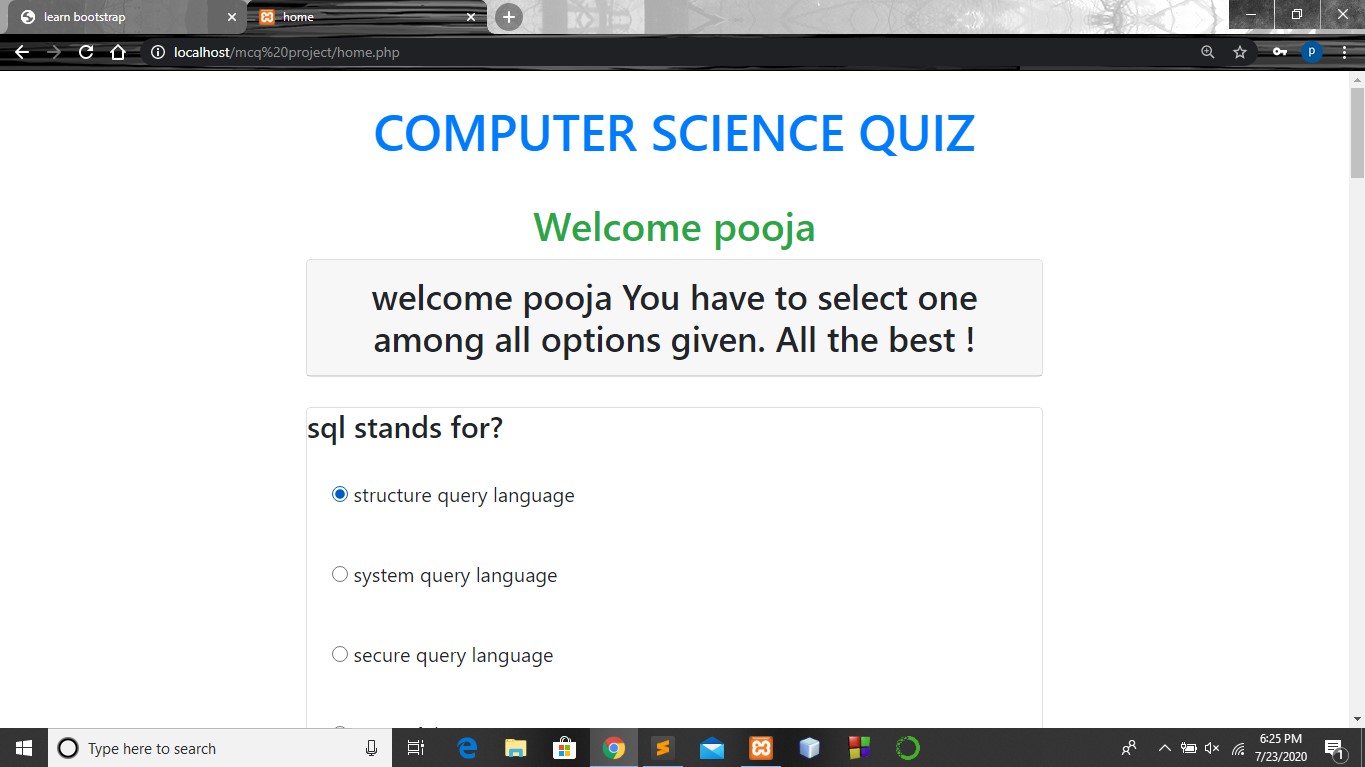 learn bootstrap
home
localhost/mcq%20project/home.php
P
COMPUTER SCIENCE QUIZ
Welcome pooja
welcome pooja You have to select one
among all options given. All the best !
sql stands for?
structure query language
system query language
secure query language
Type here to search
6:25 PM
7/23/2020
1